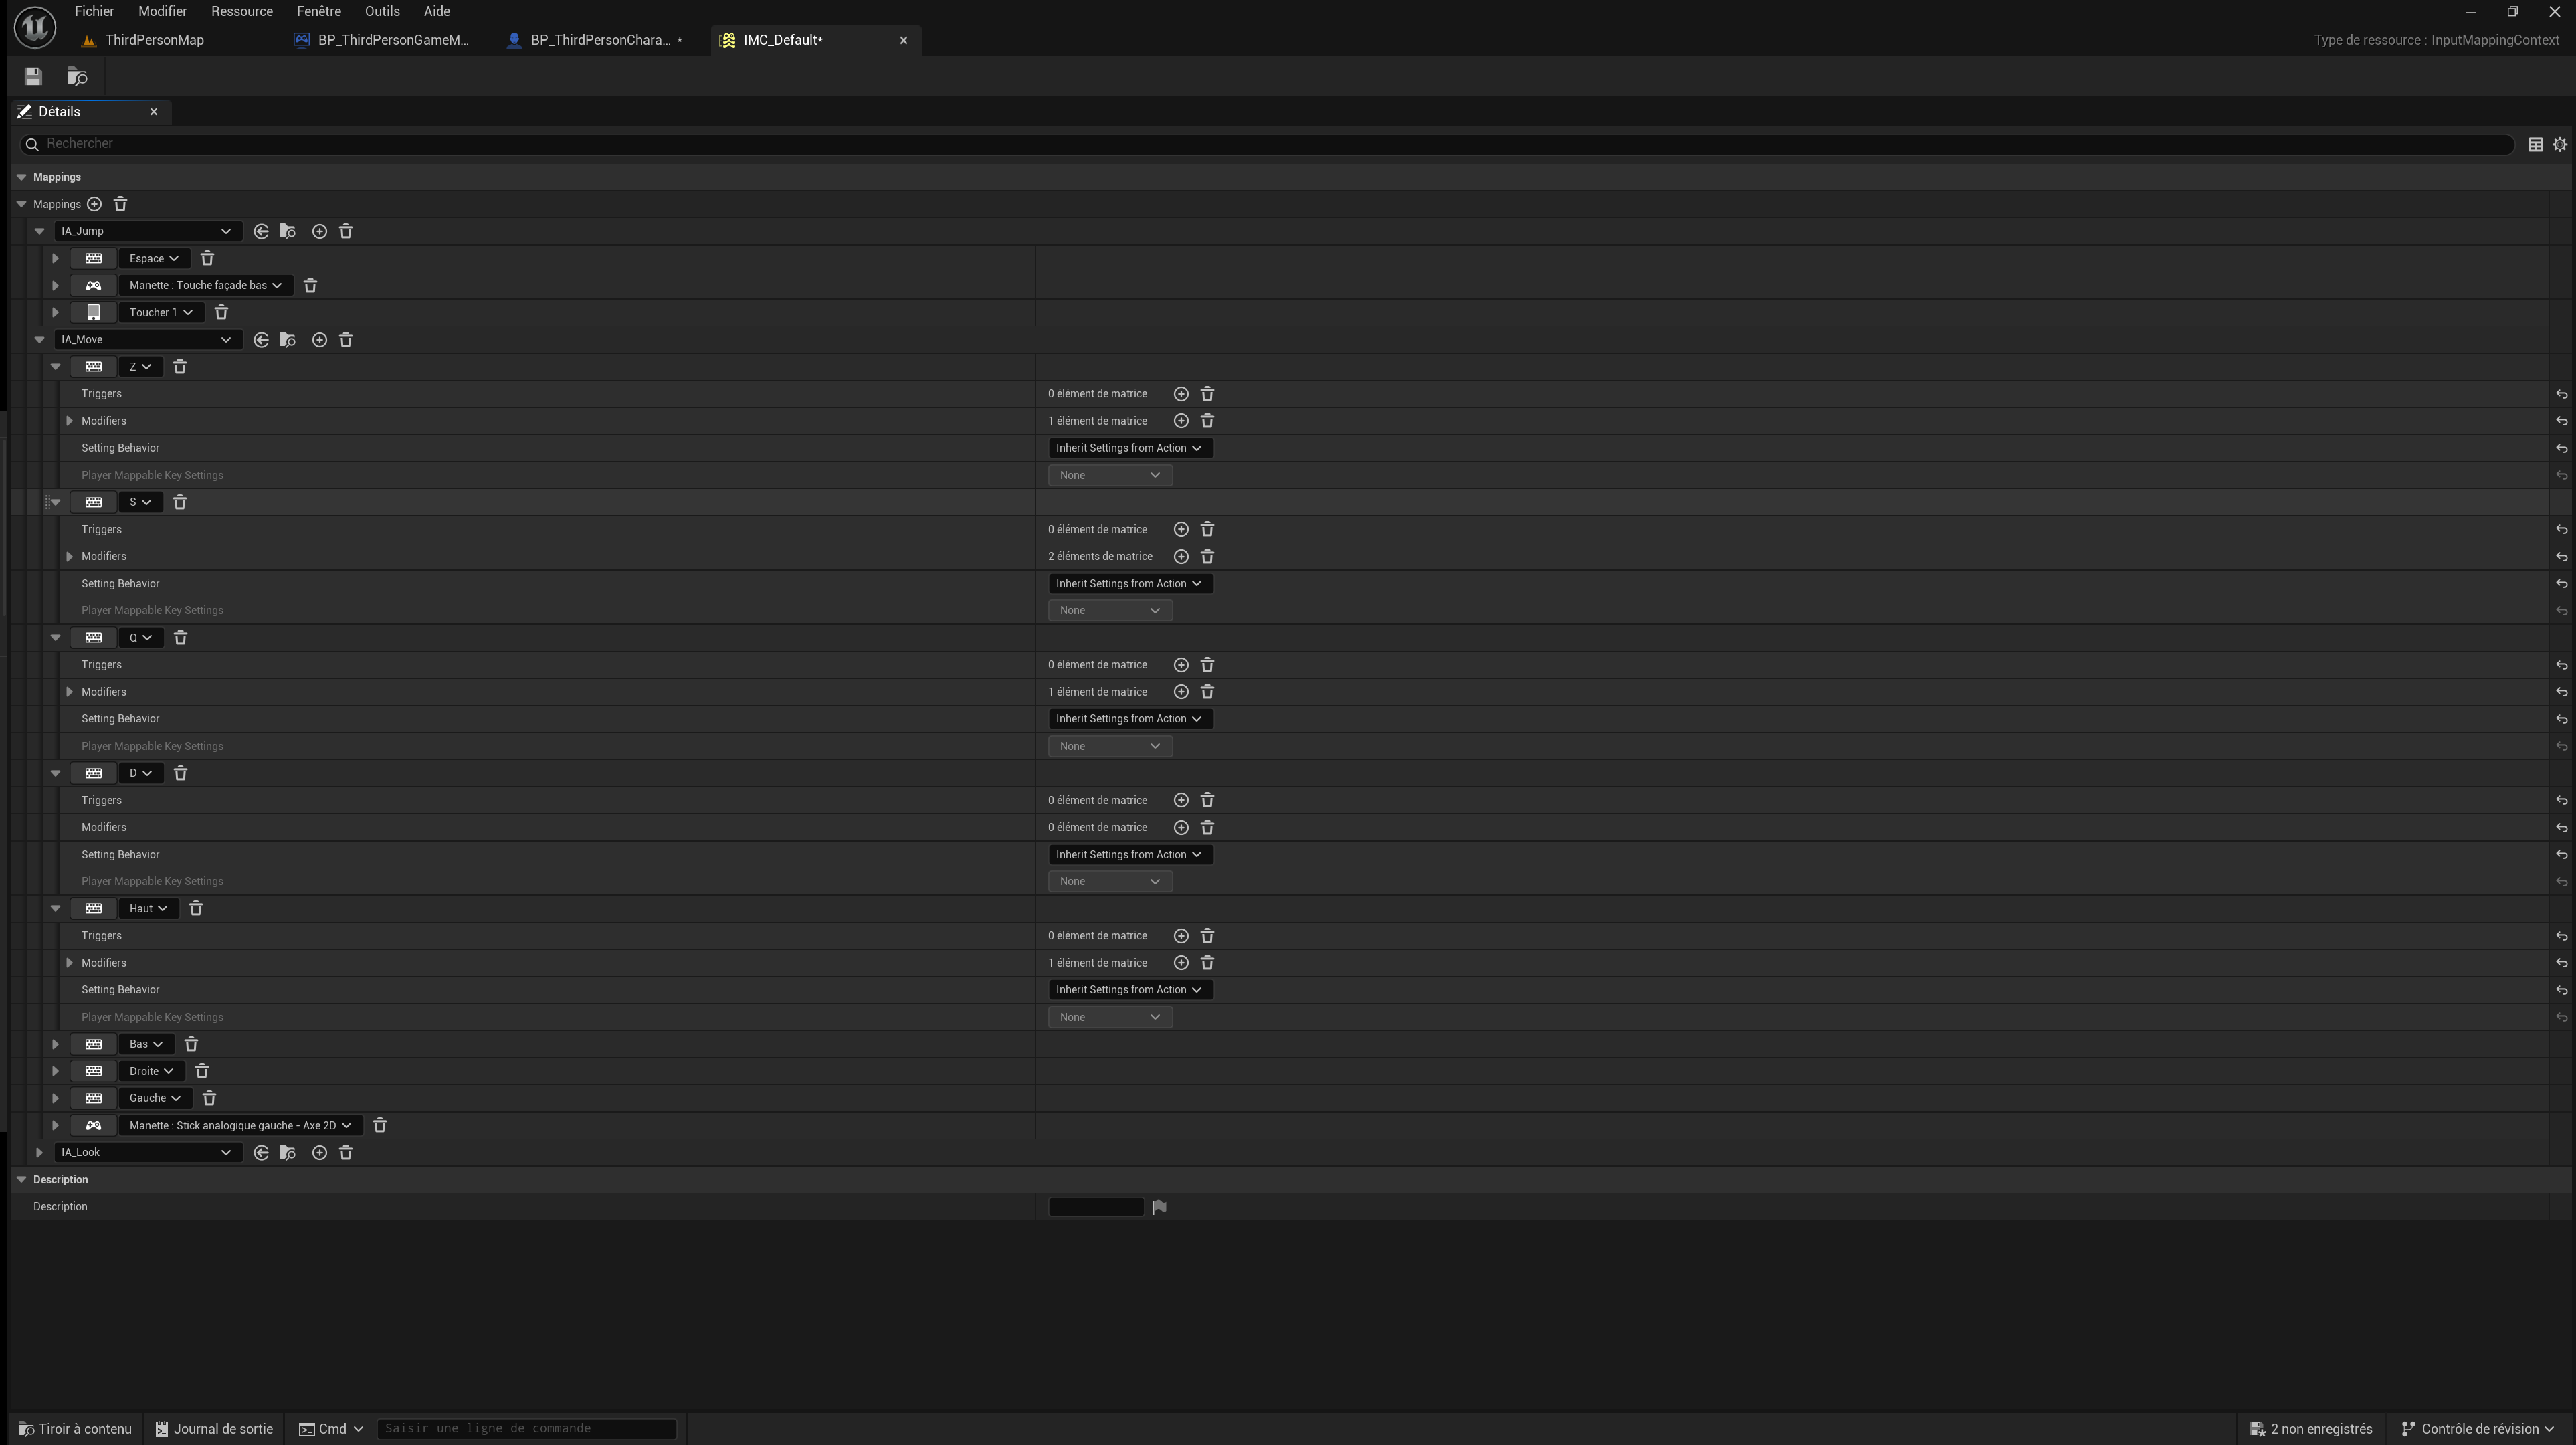 Fichier Modifier Ressource Fenêtre Outils Aide
ThirdPersonMap BP_ThirdPersonGameM... BP_ThirdPersonChara... * IMC_Default* Type de ressource : InputMappingContext
Détails
Rechercher
Mappings
Mappings
IA_Jump
Espace
Manette : Touche façade bas
Toucher 1
IA_Move
Z
Triggers 0 élément de matrice
Modifiers 1 élément de matrice
Setting Behavior Inherit Settings from Action
Player Mappable Key Settings None
S
Triggers 0 élément de matrice
Modifiers 2 éléments de matrice
Setting Behavior Inherit Settings from Action
Player Mappable Key Settings None
Q
Triggers 0 élément de matrice
Modifiers 1 élément de matrice
Setting Behavior Inherit Settings from Action
Player Mappable Key Settings None
D
Triggers 0 élément de matrice
Modifiers 0 élément de matrice
Setting Behavior Inherit Settings from Action
Player Mappable Key Settings None
Haut
Triggers 0 élément de matrice
Modifiers 1 élément de matrice
Setting Behavior Inherit Settings from Action
Player Mappable Key Settings None
Bas
Droite
Gauche
Manette : Stick analogique gauche - Axe 2D
IA_Look
Description
Description
Tiroir à contenu Journal de sortie Cmd Saisir une ligne de commande 2 non enregistrés Contrôle de révision